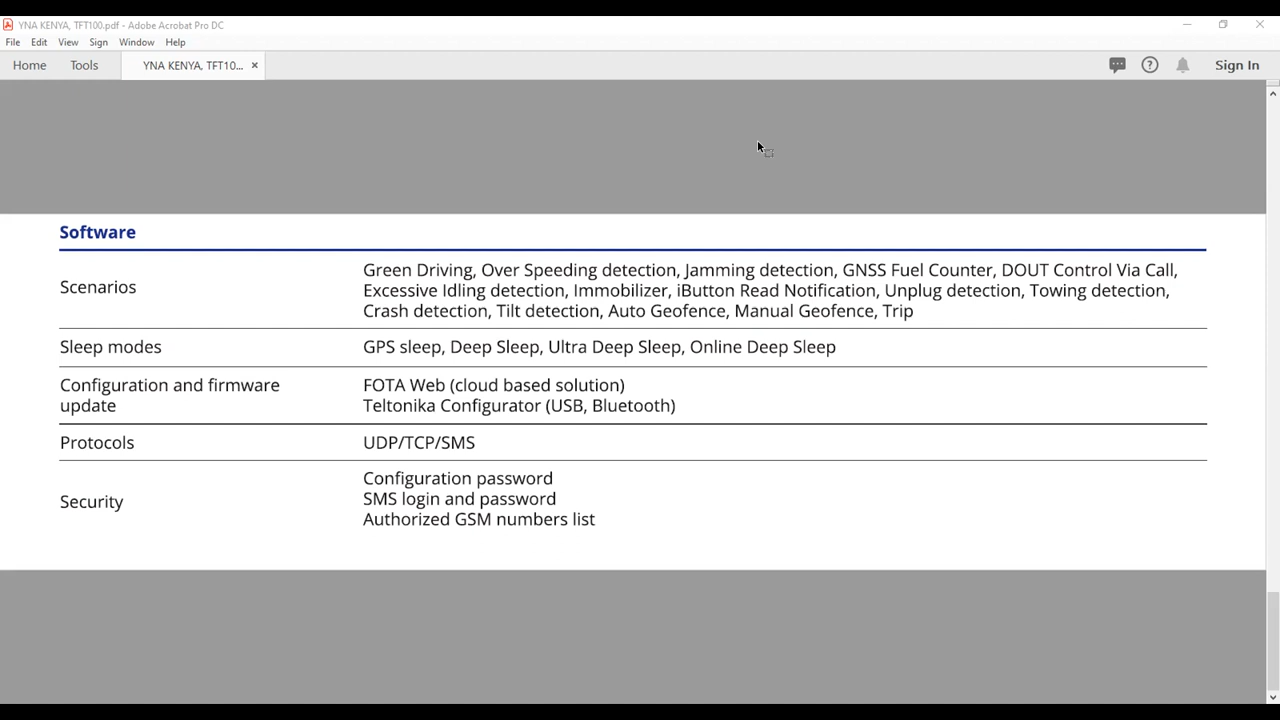 YNA KENYA, TFT100.pdf - Adobe Acrobat Pro DC
File Edit View Sign Window Help
Home Tools YNA KENYA, TFT10... × Sign In
Software
Scenarios
Green Driving, Over Speeding detection, Jamming detection, GNSS Fuel Counter, DOUT Control Via Call,
Excessive Idling detection, Immobilizer, iButton Read Notification, Unplug detection, Towing detection,
Crash detection, Tilt detection, Auto Geofence, Manual Geofence, Trip
Sleep modes
GPS sleep, Deep Sleep, Ultra Deep Sleep, Online Deep Sleep
Configuration and firmware
update
FOTA Web (cloud based solution)
Teltonika Configurator (USB, Bluetooth)
Protocols
UDP/TCP/SMS
Security
Configuration password
SMS login and password
Authorized GSM numbers list